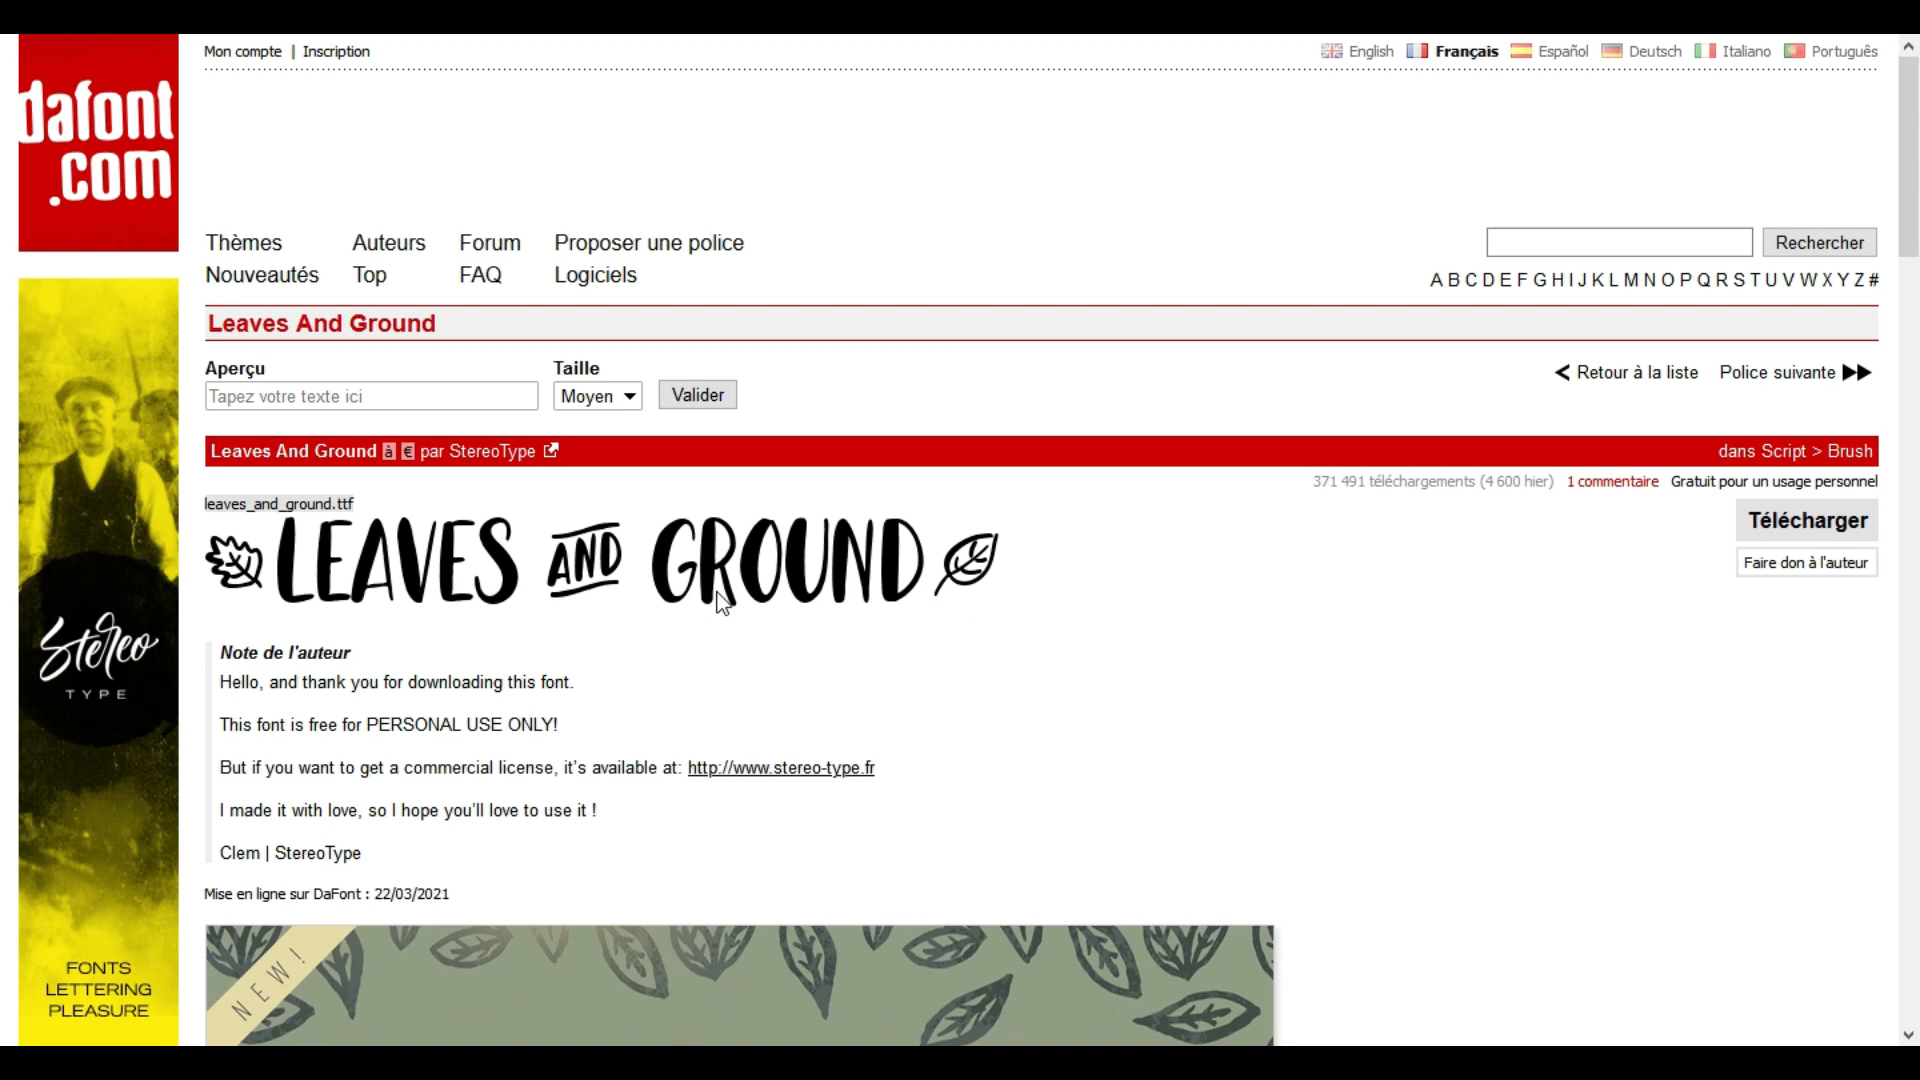 Mon compte | Inscription
English Français Español Deutsch Italiano Português
dafont
.com
Thèmes Auteurs Forum Proposer une police
Nouveautés Top FAQ Logiciels
Rechercher
A B C D E F G H I J K L M N O P Q R S T U V W X Y Z #
Leaves And Ground
Aperçu Taille
Tapez votre texte ici Moyen Valider
Retour à la liste Police suivante
Leaves And Ground à € par StereoType
dans Script > Brush
371 491 téléchargements (4 600 hier) 1 commentaire Gratuit pour un usage personnel
leaves_and_ground.ttf
LEAVES AND GROUND
Télécharger
Faire don à l'auteur
Note de l'auteur
Hello, and thank you for downloading this font.
This font is free for PERSONAL USE ONLY!
But if you want to get a commercial license, it's available at: http://www.stereo-type.fr
I made it with love, so I hope you'll love to use it !
Clem | StereoType
Mise en ligne sur DaFont : 22/03/2021
NEW!
Stereo
TYPE
FONTS
LETTERING
PLEASURE